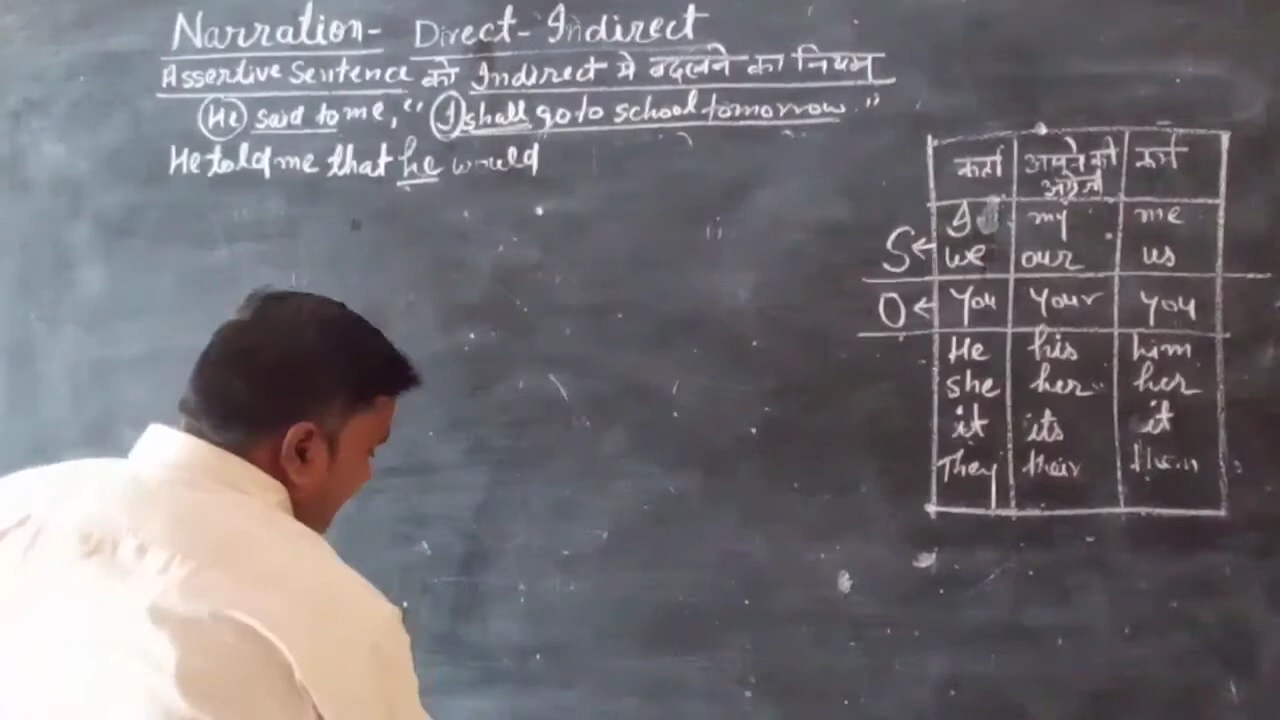 Narration- Direct-Indirect
Assertive Sentence को Indirect मे बदलने का नियम
He said to me, "I shall go to school tomorrow."
He told me that he would
कर्ता अपने की अंग्रेजी कर्म
S← I my me
we our us
O← You Your You
He his him
she her her
it its it
They their them